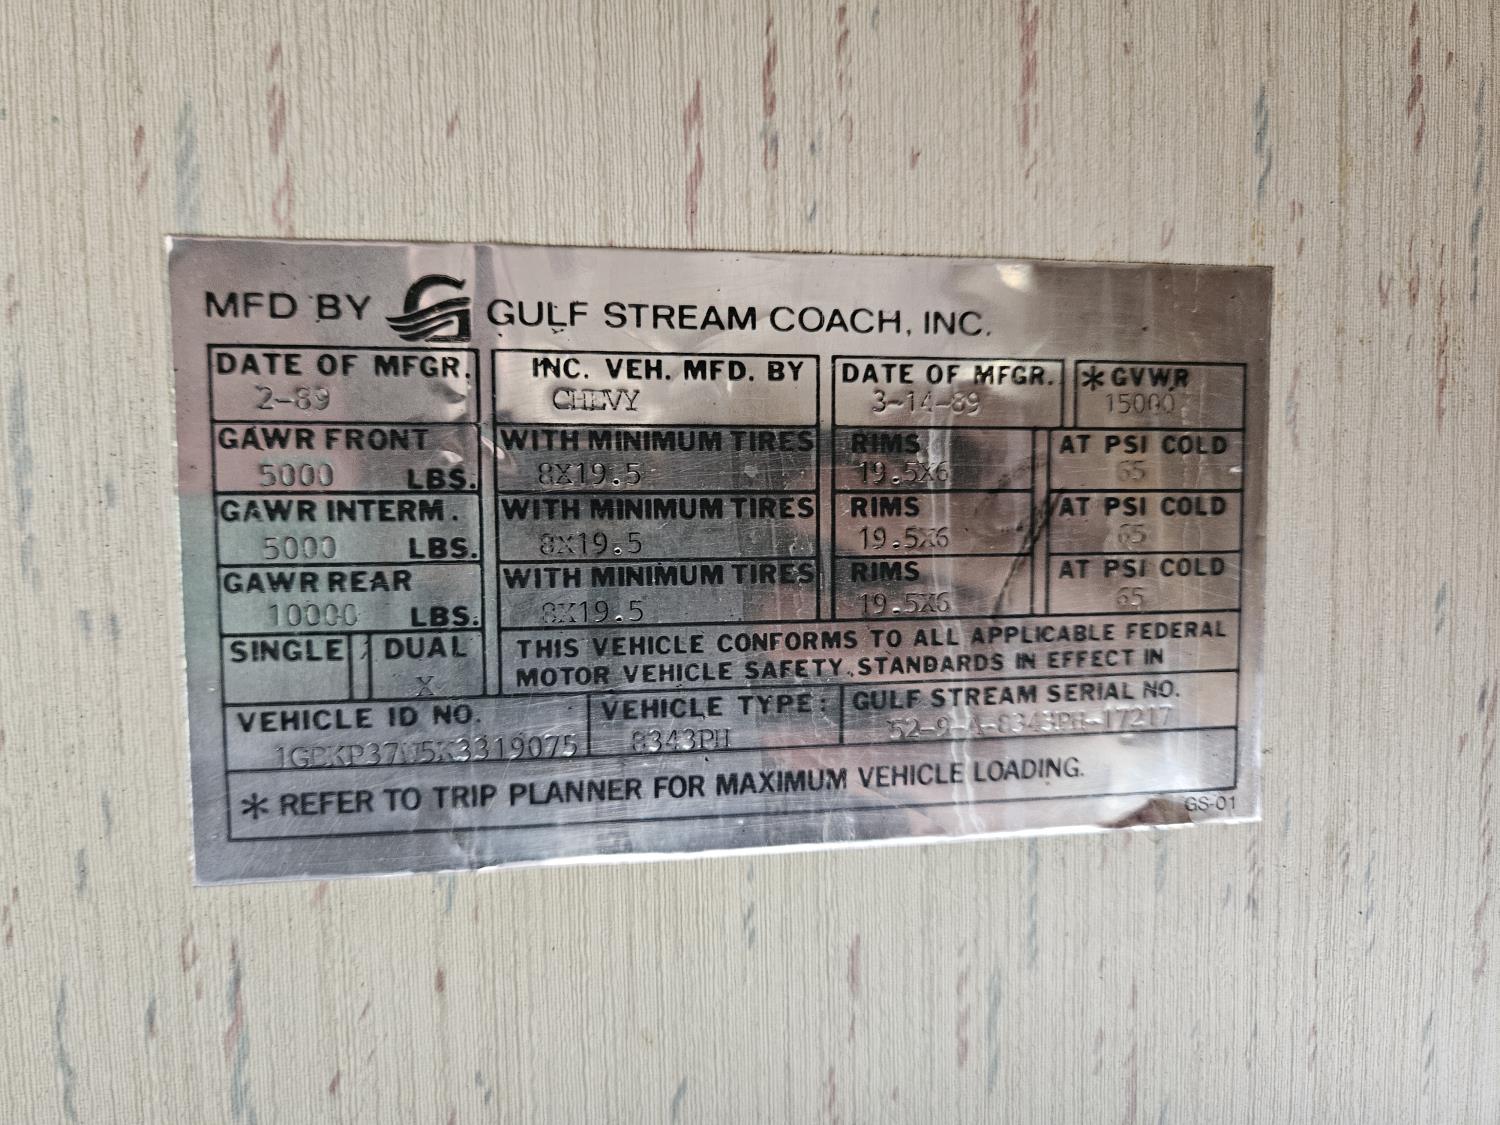 MFD BY GULF STREAM COACH, INC.
DATE OF MFGR. INC. VEH. MFD. BY DATE OF MFGR. *GVWR
2-89 CHEVY 3-14-89 15000
GAWR FRONT WITH MINIMUM TIRES RIMS AT PSI COLD
5000 LBS. 8X19.5 19.5X6 65
GAWR INTERM. WITH MINIMUM TIRES RIMS AT PSI COLD
5000 LBS. 8X19.5 19.5X6 65
GAWR REAR WITH MINIMUM TIRES RIMS AT PSI COLD
10000 LBS. 8X19.5 19.5X6 65
SINGLE DUAL THIS VEHICLE CONFORMS TO ALL APPLICABLE FEDERAL
X MOTOR VEHICLE SAFETY STANDARDS IN EFFECT IN
VEHICLE ID NO. VEHICLE TYPE: GULF STREAM SERIAL NO.
8343PH 52-9-A-8343PH-17217
* REFER TO TRIP PLANNER FOR MAXIMUM VEHICLE LOADING.
GS-01